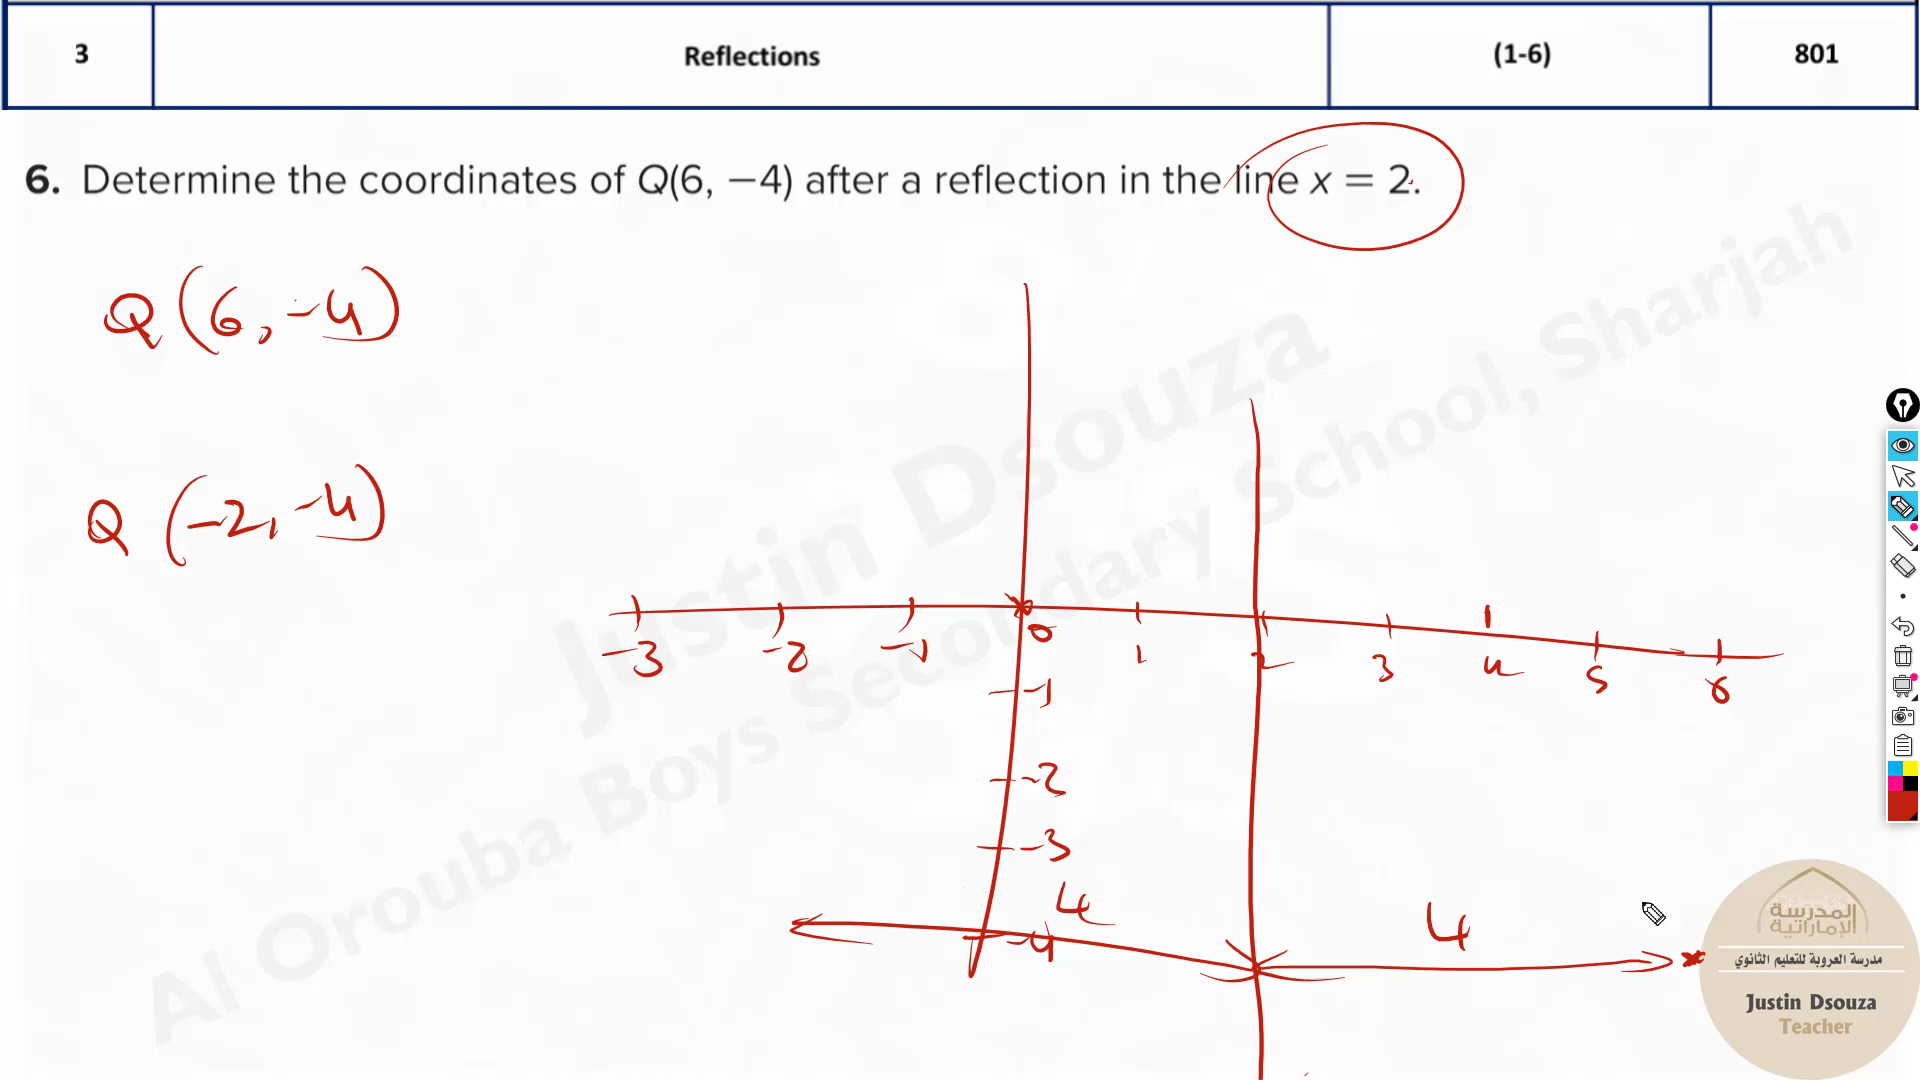 3 Reflections (1-6) 801
6. Determine the coordinates of Q(6, −4) after a reflection in the line x = 2.
Q (6, -4)
Q (-2, -4)
-3 -2 -1 0 1 2 3 4 5 6
-1
-2
-3
4 4
-4
Justin Dsouza
Al Orouba Boys Secondary School, Sharjah
المدرسة
الإماراتية
مدرسة العروبة للتعليم الثانوي
Justin Dsouza
Teacher